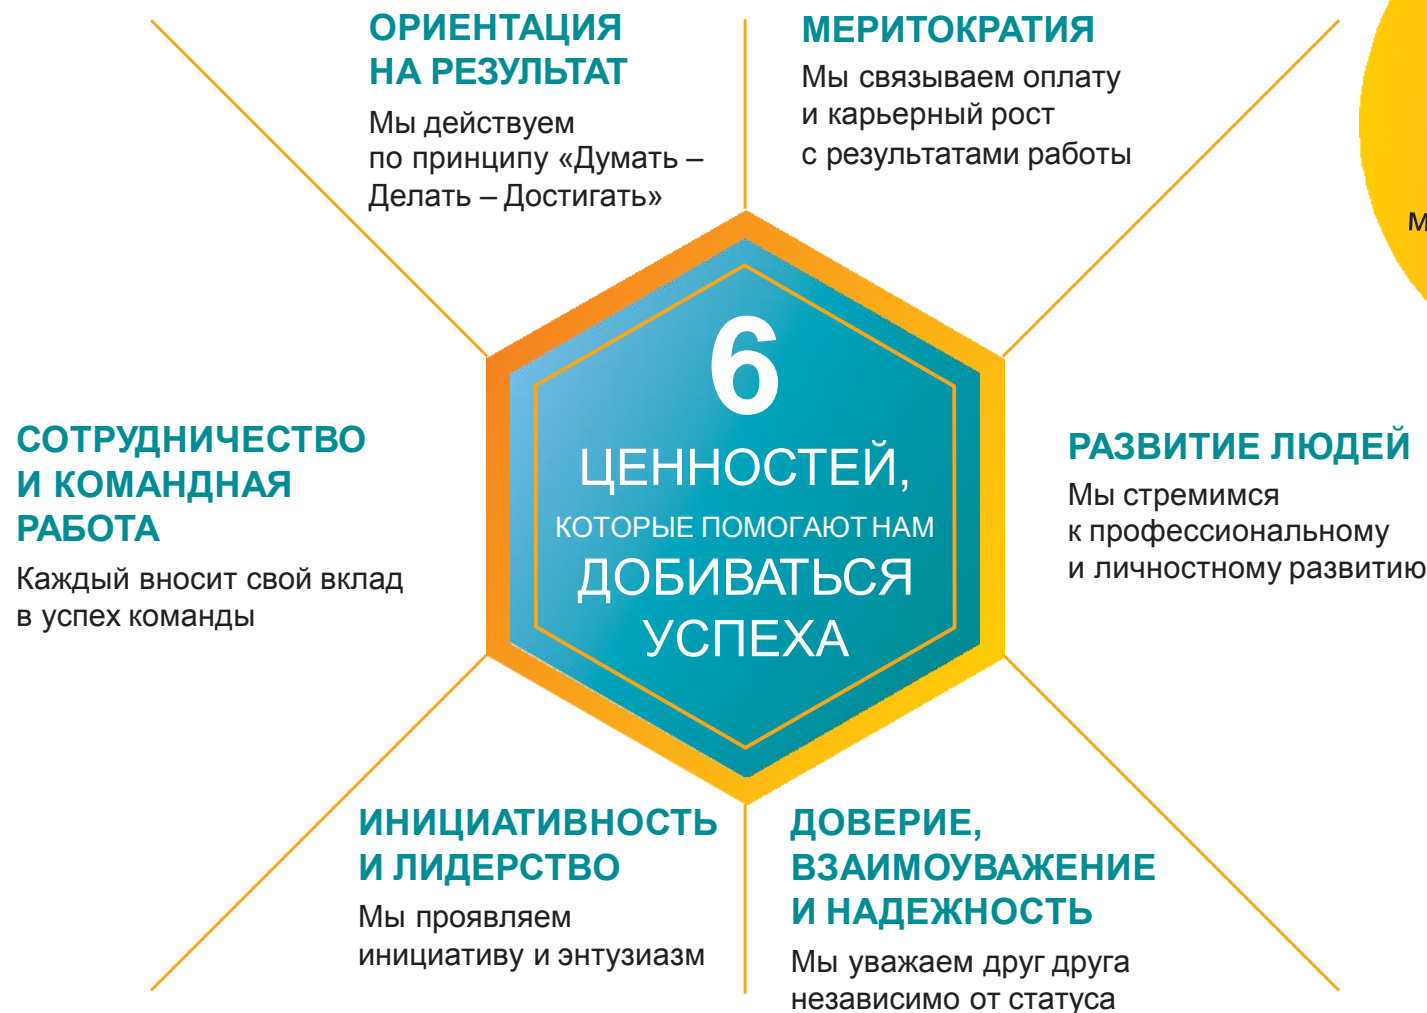 ОРИЕНТАЦИЯ
НА РЕЗУЛЬТАТ
Мы действуем
по принципу «Думать –
Делать – Достигать»
МЕРИТОКРАТИЯ
Мы связываем оплату
и карьерный рост
с результатами работы
М
6
ЦЕННОСТЕЙ,
КОТОРЫЕ ПОМОГАЮТ НАМ
ДОБИВАТЬСЯ
УСПЕХА
СОТРУДНИЧЕСТВО
И КОМАНДНАЯ
РАБОТА
Каждый вносит свой вклад
в успех команды
РАЗВИТИЕ ЛЮДЕЙ
Мы стремимся
к профессиональному
и личностному развитию
ИНИЦИАТИВНОСТЬ
И ЛИДЕРСТВО
Мы проявляем
инициативу и энтузиазм
ДОВЕРИЕ,
ВЗАИМОУВАЖЕНИЕ
И НАДЕЖНОСТЬ
Мы уважаем друг друга
независимо от статуса